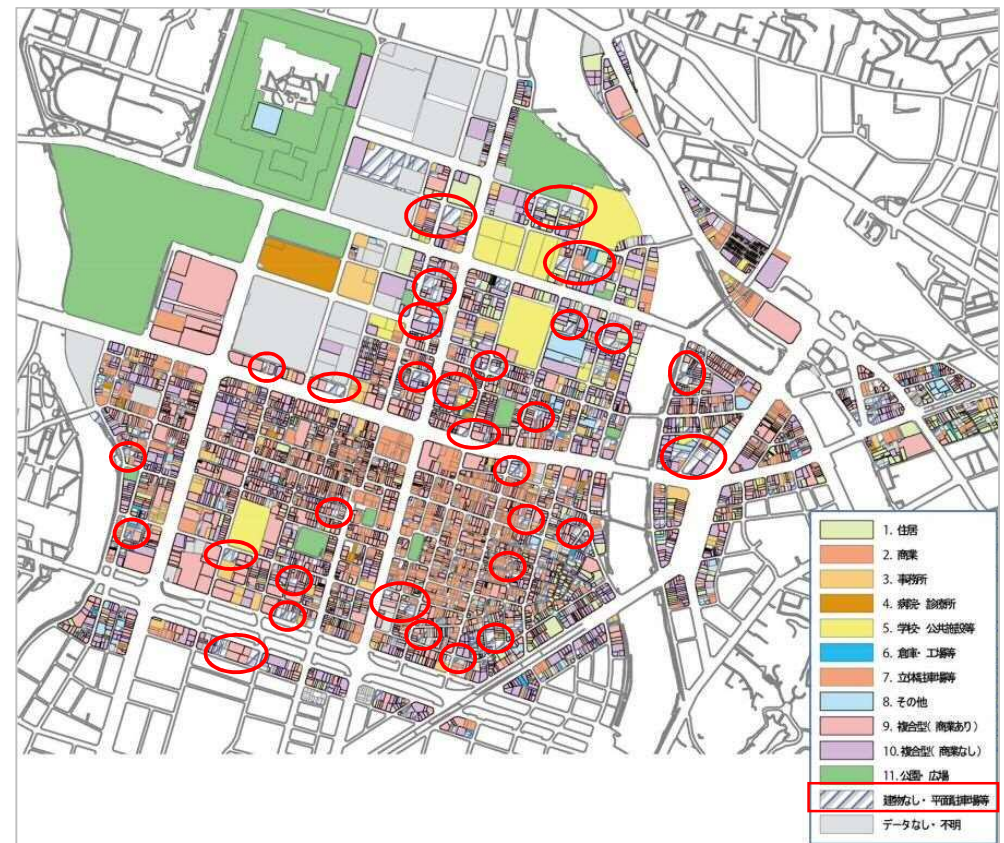 1. 住居
2. 商業
3. 事務所
4. 病院・診療所
5. 学校・公共施設等
6. 倉庫・工場等
7. 立体駐車場等
8. その他
9. 複合型( 商業あり)
10. 複合型( 商業なし)
11. 公園・広場
建物なし・平面駐車場等
データなし・不明